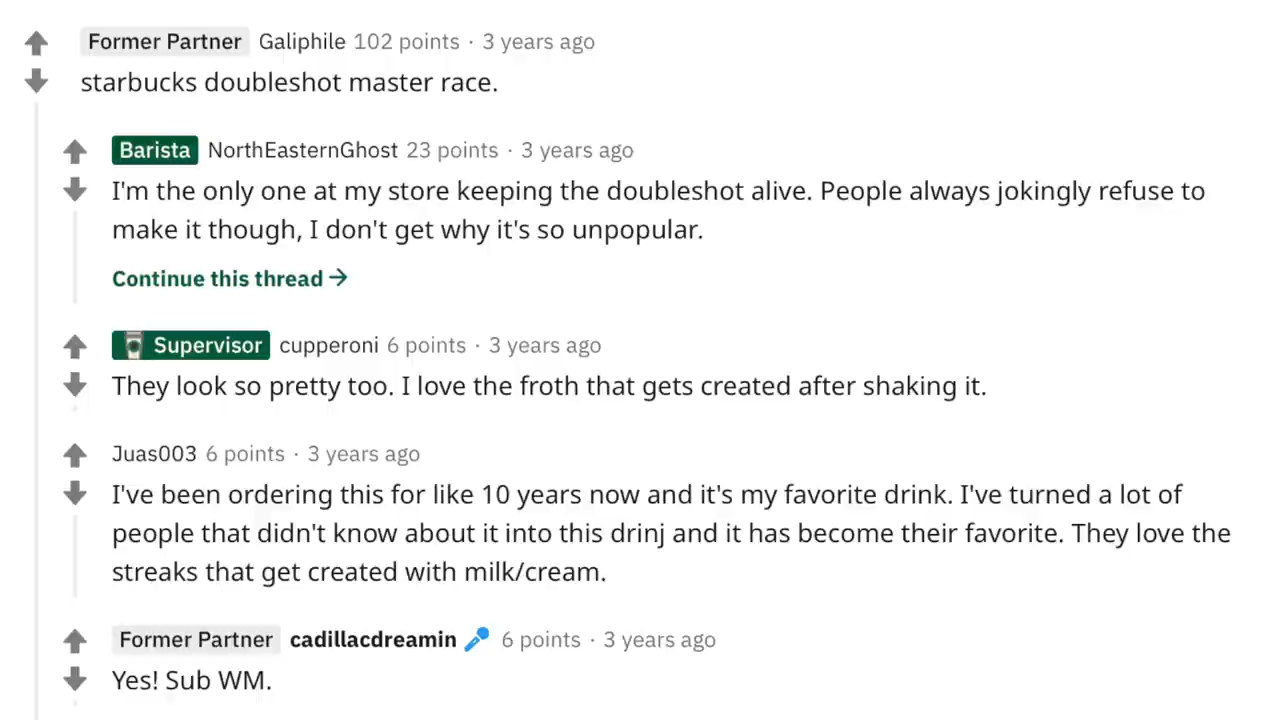 Former Partner Galiphile 102 points · 3 years ago
starbucks doubleshot master race.
Barista NorthEasternGhost 23 points · 3 years ago
I'm the only one at my store keeping the doubleshot alive. People always jokingly refuse to
make it though, I don't get why it's so unpopular.
Continue this thread →
Supervisor cupperoni 6 points · 3 years ago
They look so pretty too. I love the froth that gets created after shaking it.
Juas003 6 points · 3 years ago
I've been ordering this for like 10 years now and it's my favorite drink. I've turned a lot of
people that didn't know about it into this drinj and it has become their favorite. They love the
streaks that get created with milk/cream.
Former Partner cadillacdreamin 6 points · 3 years ago
Yes! Sub WM.